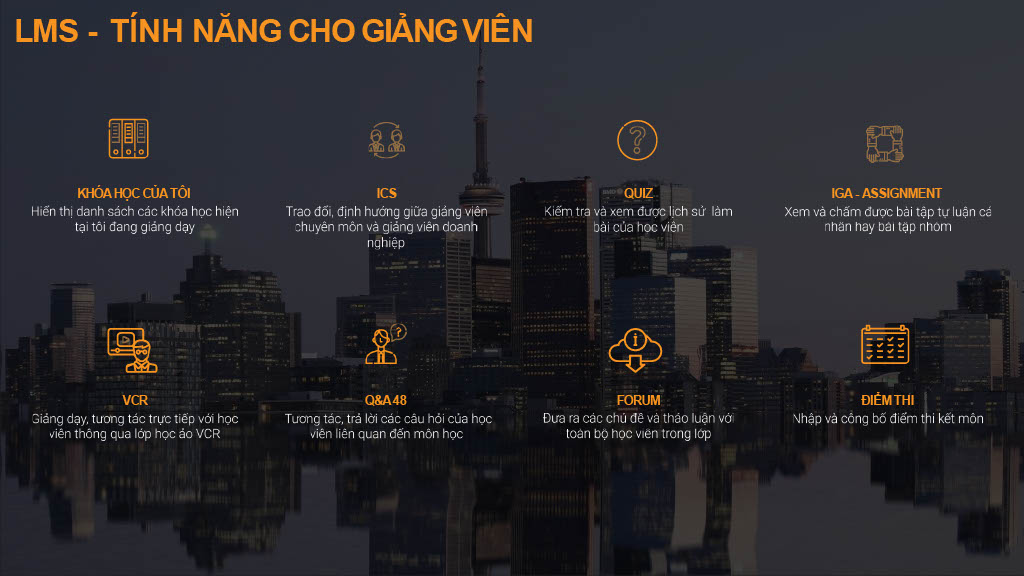 LMS - TÍNH NĂNG CHO GIẢNG VIÊN
KHÓA HỌC CỦA TÔI
Hiển thị danh sách các khóa học hiện
tại tôi đang giảng dạy
ICS
Trao đổi, định hướng giữa giảng viên
chuyên môn và giảng viên doanh
nghiệp
QUIZ
Kiểm tra và xem được lịch sử làm
bài của học viên
IGA - ASSIGNMENT
Xem và chấm được bài tập tự luận cá
nhân hay bài tập nhóm
VCR
Giảng dạy, tương tác trực tiếp với học
viên thông qua lớp học ảo VCR
Q&A 48
Tương tác, trả lời các câu hỏi của học
viên liên quan đến môn học
FORUM
Đưa ra các chủ đề và thảo luận với
toàn bộ học viên trong lớp
ĐIỂM THI
Nhập và công bố điểm thi kết môn